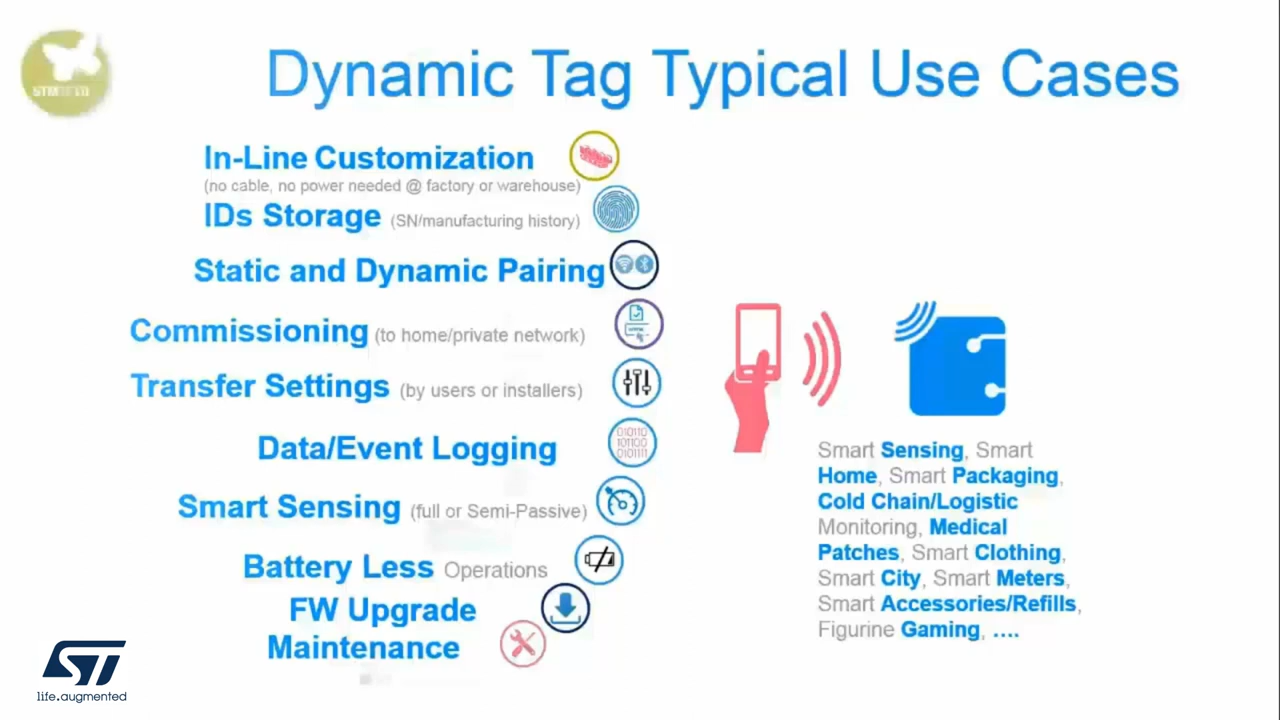 Dynamic Tag Typical Use Cases
In-Line Customization
(no cable, no power needed @ factory or warehouse)
IDs Storage (SN/manufacturing history)
Static and Dynamic Pairing
Commissioning (to home/private network)
Transfer Settings (by users or installers)
Data/Event Logging
010110
101100
010111
Smart Sensing (full or Semi-Passive)
Battery Less Operations
FW Upgrade
Maintenance
Smart Sensing, Smart
Home, Smart Packaging,
Cold Chain/Logistic
Monitoring, Medical
Patches, Smart Clothing,
Smart City, Smart Meters,
Smart Accessories/Refills,
Figurine Gaming, ....
ST
life.augmented